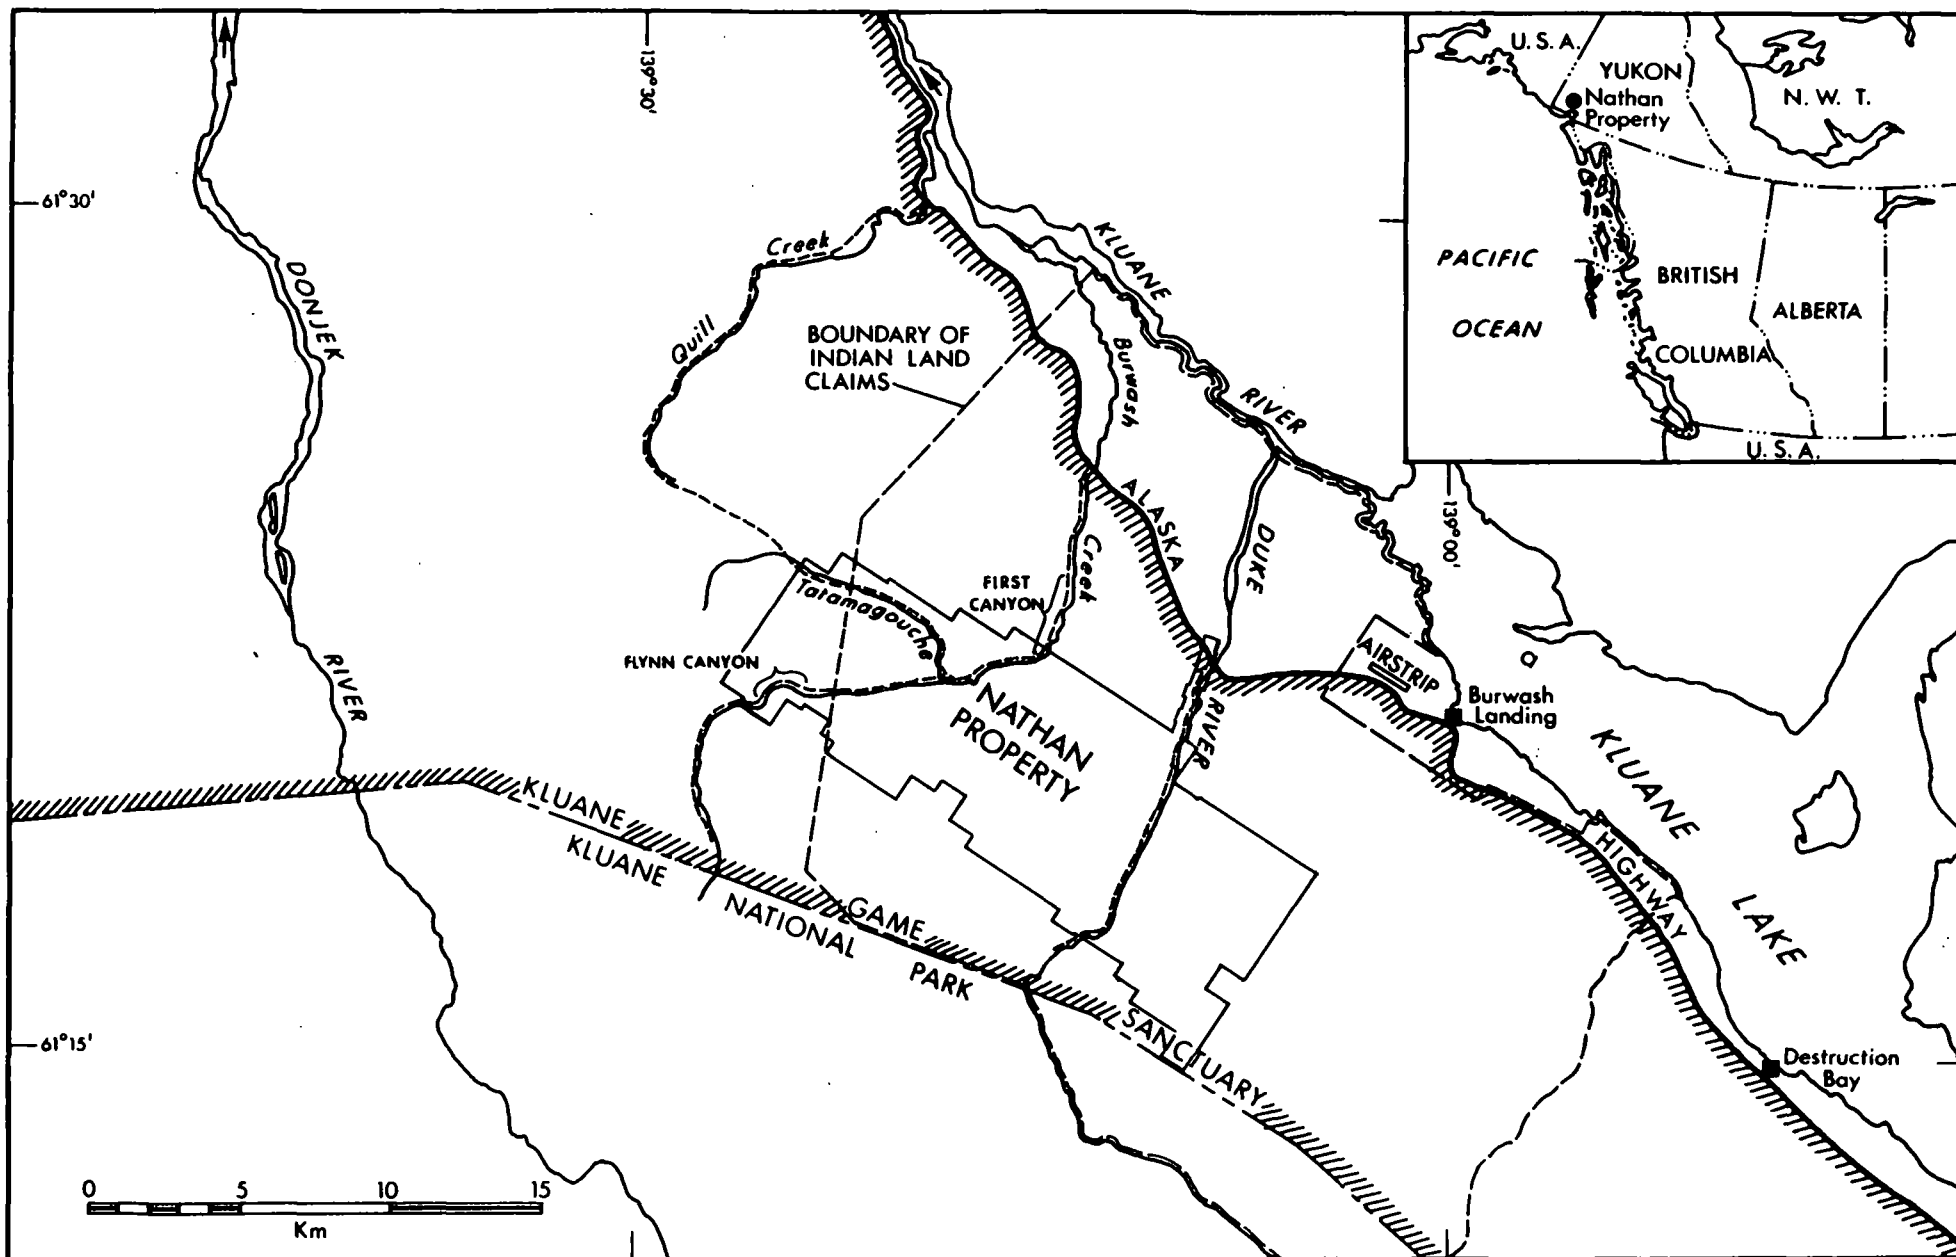 139°30'
61°30'
DONJEK
RIVER
Quill
Creek
BOUNDARY OF
INDIAN LAND
CLAIMS
KLUANE
RIVER
Burwash
Creek
ALASKA
DUKE
RIVER
139°00'
FIRST
CANYON
Tatamagouche
FLYNN CANYON
NATHAN
PROPERTY
AIRSTRIP
Burwash
Landing
KLUANE
LAKE
HIGHWAY
KLUANE
GAME
SANCTUARY
KLUANE
NATIONAL
PARK
61°15'
Destruction
Bay
0 5 10 15
Km
U.S.A.
YUKON
Nathan
Property
N. W. T.
PACIFIC
OCEAN
BRITISH
COLUMBIA
ALBERTA
U.S.A.